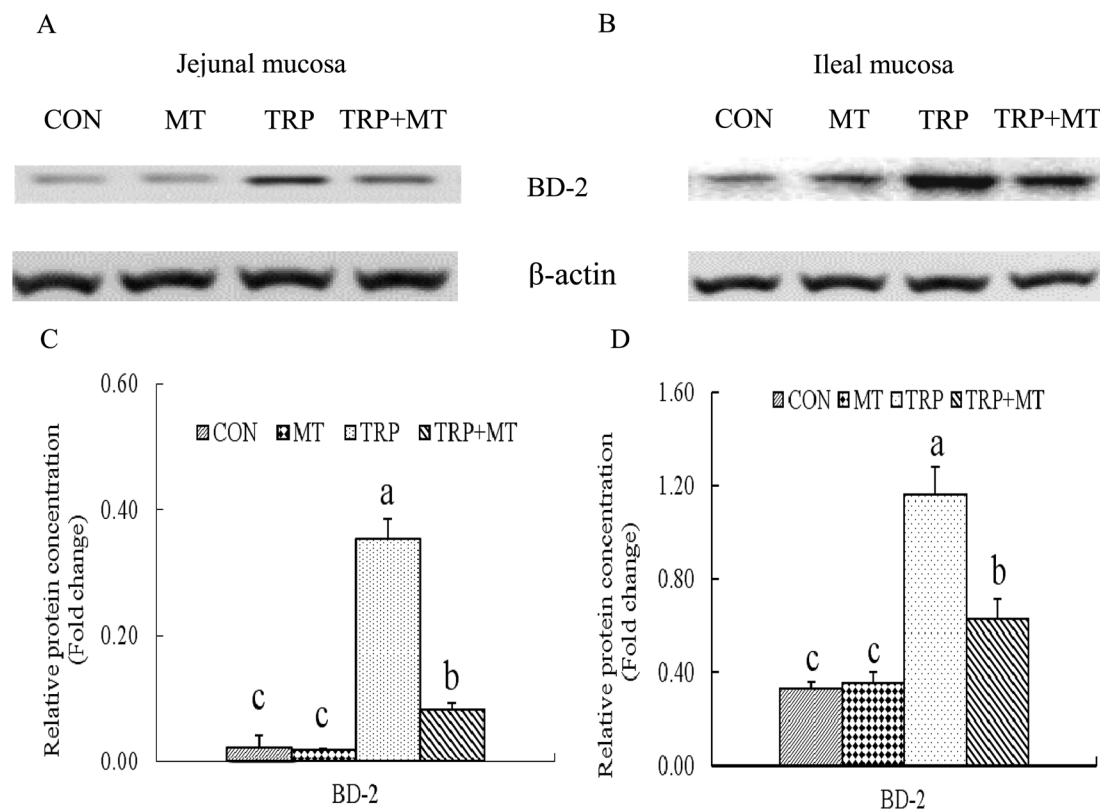 A
B
Jejunal mucosa
Ileal mucosa
CON MT TRP TRP+MT
CON MT TRP TRP+MT
BD-2
β-actin
C
D
Relative protein concentration
(Fold change)
0.60
0.40
0.20
0.00
CON MT TRP TRP+MT
c
c
a
b
BD-2
Relative protein concentration
(Fold change)
1.60
1.20
0.80
0.40
0.00
CON MT TRP TRP+MT
c
c
a
b
BD-2